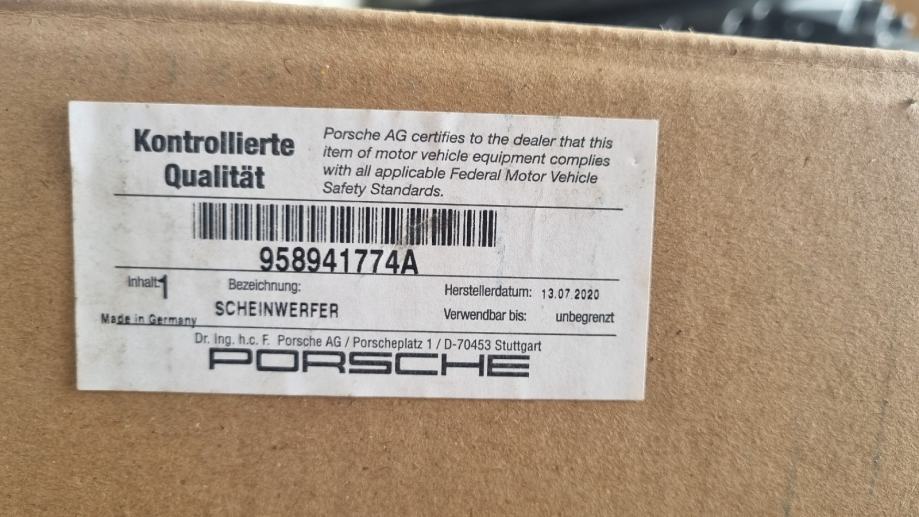 Kontrollierte
Qualität
Porsche AG certifies to the dealer that this
item of motor vehicle equipment complies
with all applicable Federal Motor Vehicle
Safety Standards.
958941774A
Inhalt:1
Bezeichnung:
SCHEINWERFER
Herstellerdatum: 13.07.2020
Verwendbar bis: unbegrenzt
Made in Germany
Dr. Ing. h.c. F. Porsche AG / Porscheplatz 1 / D-70453 Stuttgart
PORSCHE